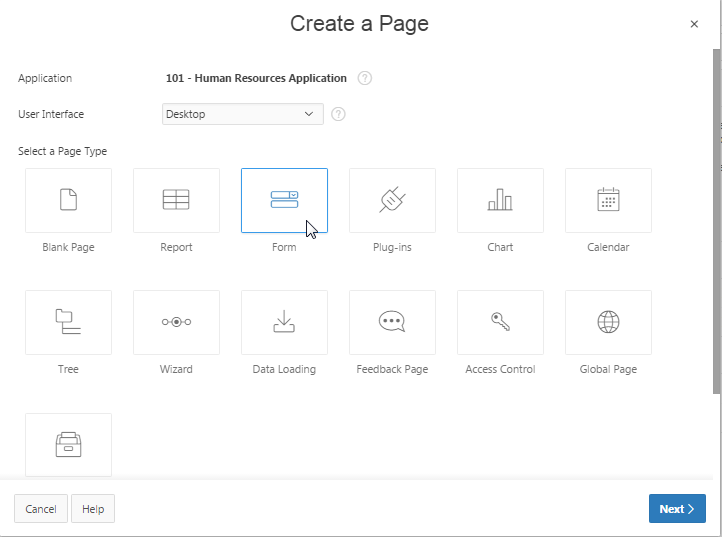 Create a Page
Application 101 - Human Resources Application
User Interface Desktop
Select a Page Type
Blank Page Report Form Plug-ins Chart Calendar
Tree Wizard Data Loading Feedback Page Access Control Global Page
Cancel Help Next